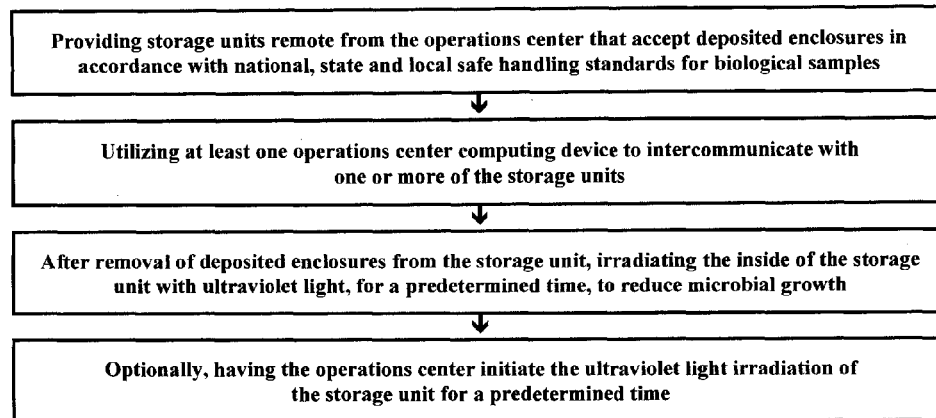 Providing storage units remote from the operations center that accept deposited enclosures in
accordance with national, state and local safe handling standards for biological samples
Utilizing at least one operations center computing device to intercommunicate with
one or more of the storage units
After removal of deposited enclosures from the storage unit, irradiating the inside of the storage
unit with ultraviolet light, for a predetermined time, to reduce microbial growth
Optionally, having the operations center initiate the ultraviolet light irradiation of
the storage unit for a predetermined time